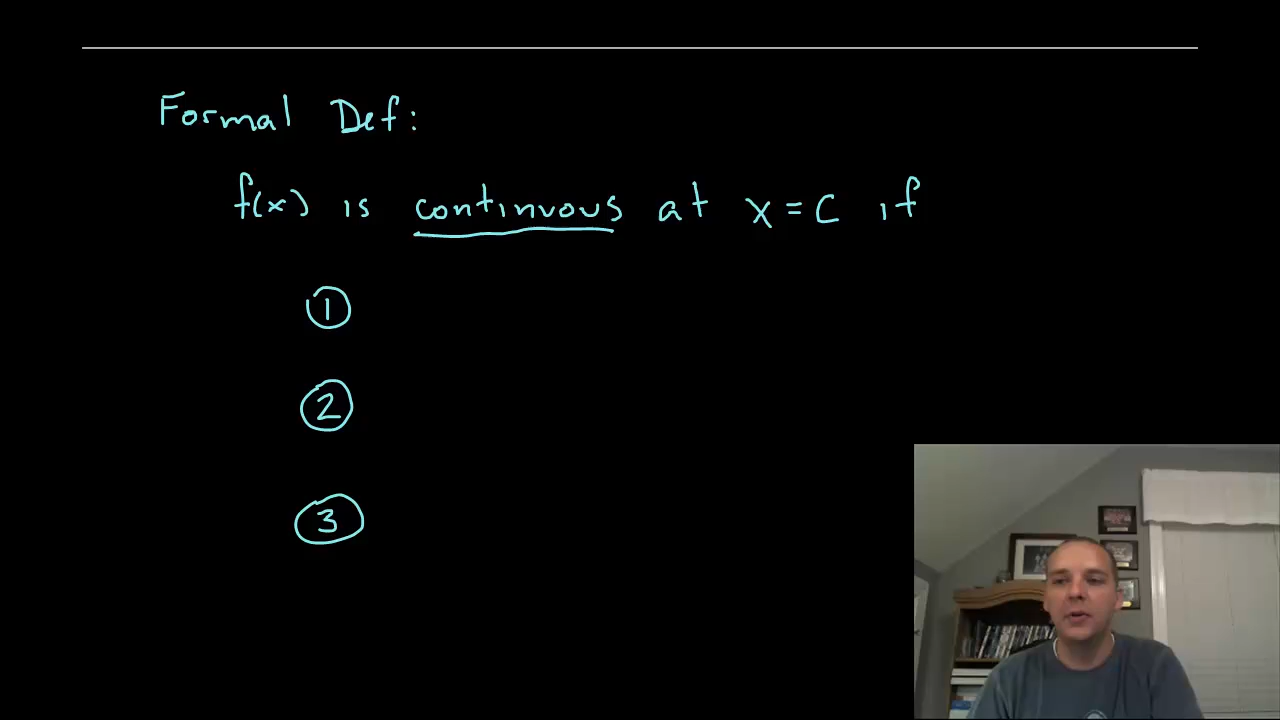 Formal Def:
f(x) is continuous at x = c if
①
②
③